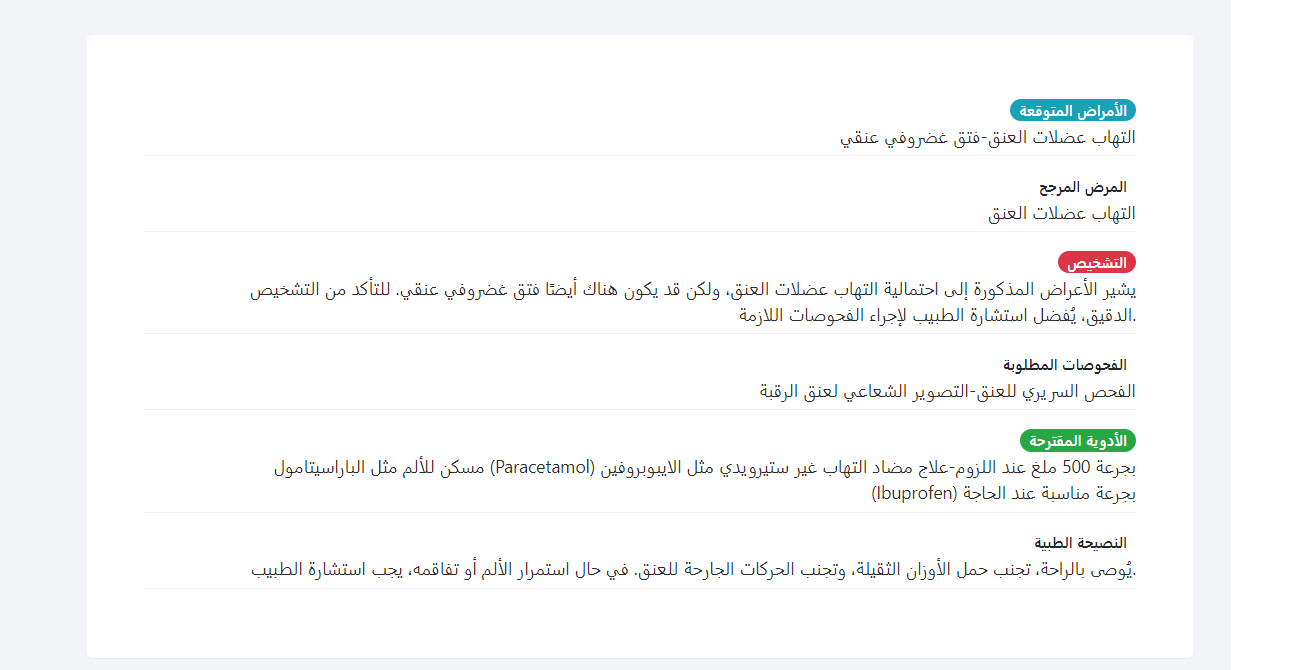 الأمراض المتوقعة
التهاب عضلات العنق-فتق غضروفي عنقي
المرض المرجح
التهاب عضلات العنق
التشخيص
يشير الأعراض المذكورة إلى احتمالية التهاب عضلات العنق، ولكن قد يكون هناك أيضًا فتق غضروفي عنقي. للتأكد من التشخيص
.الدقيق، يُفضل استشارة الطبيب لإجراء الفحوصات اللازمة
الفحوصات المطلوبة
الفحص السريري للعنق-التصوير الشعاعي لعنق الرقبة
الأدوية المقترحة
بجرعة 500 ملغ عند اللزوم-علاج مضاد التهاب غير ستيرويدي مثل الايبوبروفين (Paracetamol) مسكن للألم مثل الباراسيتامول
بجرعة مناسبة عند الحاجة (Ibuprofen)
النصيحة الطبية
.يُوصى بالراحة، تجنب حمل الأوزان الثقيلة، وتجنب الحركات الجارحة للعنق. في حال استمرار الألم أو تفاقمه، يجب استشارة الطبيب